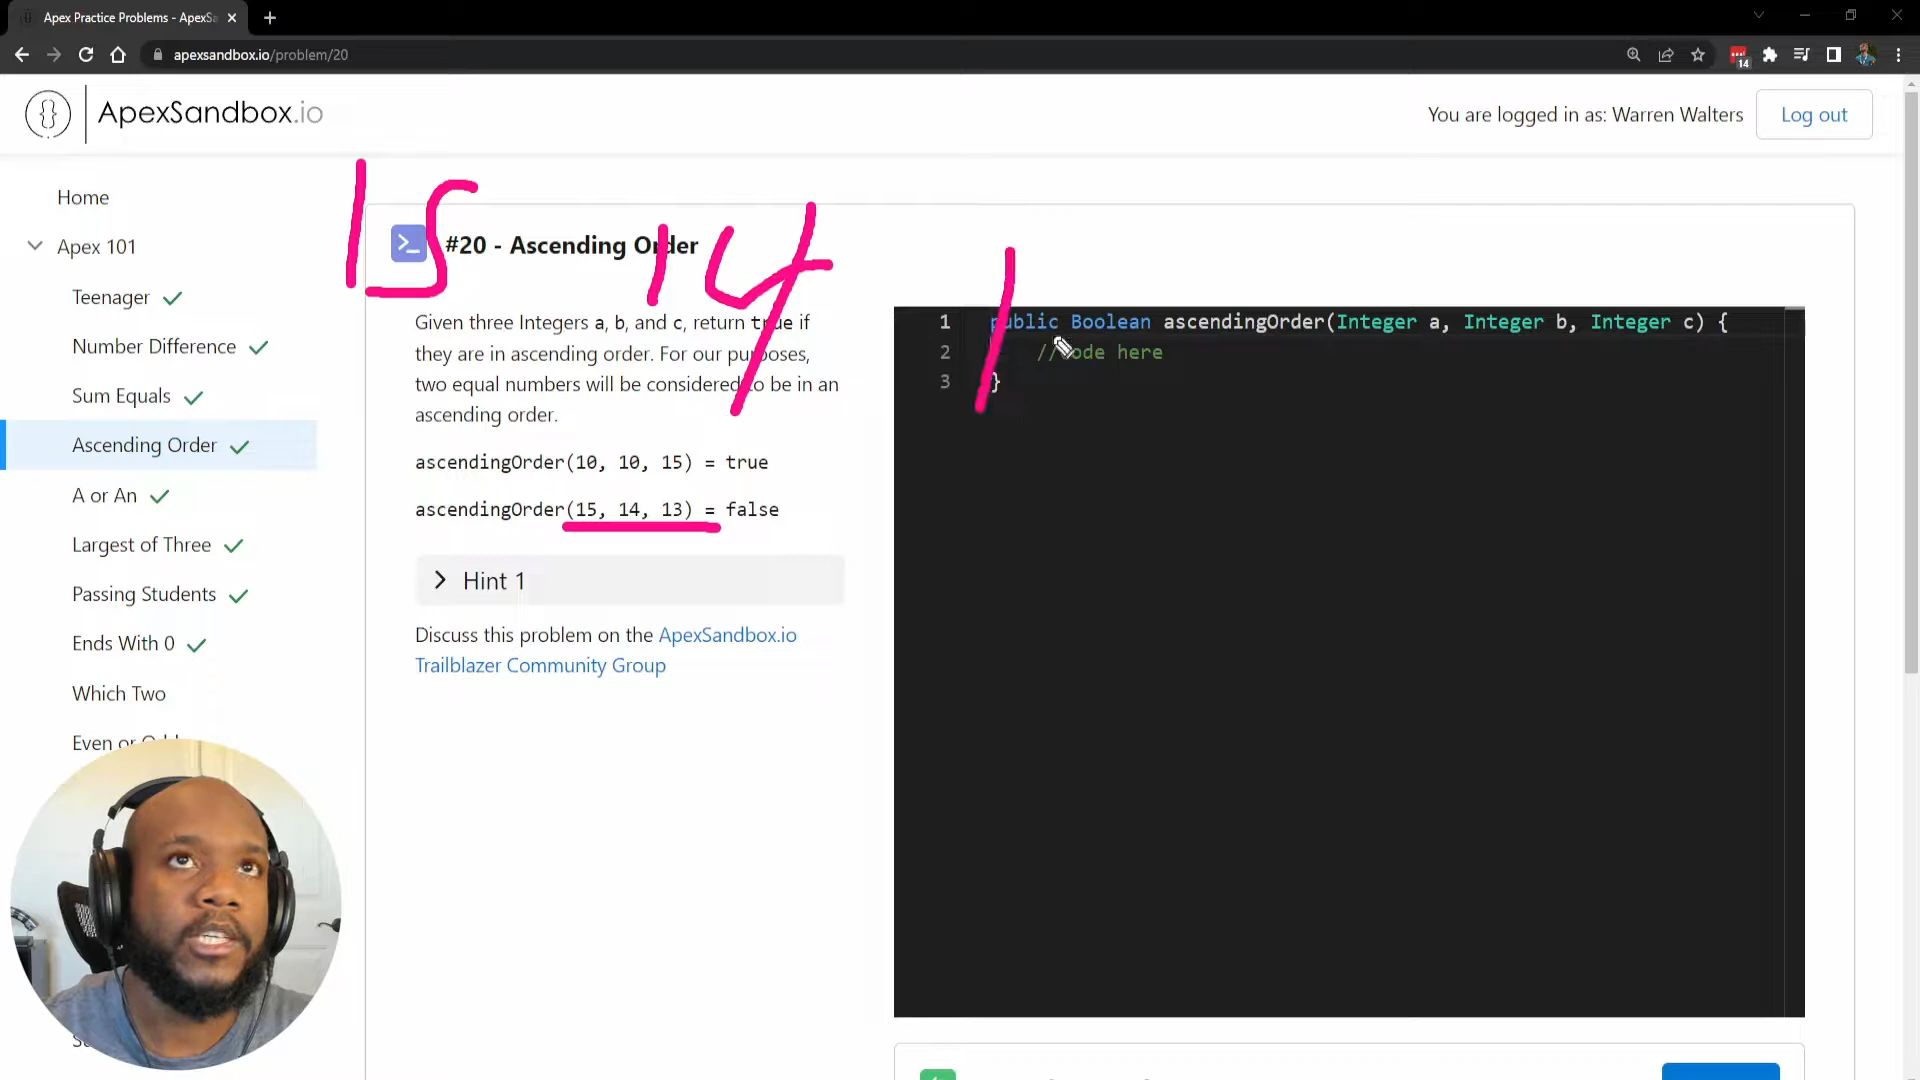 Apex Practice Problems - ApexSa
apexsandbox.io/problem/20
14
ApexSandbox.io
You are logged in as: Warren Walters
Log out
Home
Apex 101
Teenager
Number Difference
Sum Equals
Ascending Order
A or An
Largest of Three
Passing Students
Ends With 0
Which Two
Even or
15
14
1
#20 - Ascending Order
Given three Integers a, b, and c, return true if
they are in ascending order. For our purposes,
two equal numbers will be considered to be in an
ascending order.
ascendingOrder(10, 10, 15) = true
ascendingOrder(15, 14, 13) = false
Hint 1
Discuss this problem on the ApexSandbox.io
Trailblazer Community Group
1 public Boolean ascendingOrder(Integer a, Integer b, Integer c) {
2 //code here
3 }